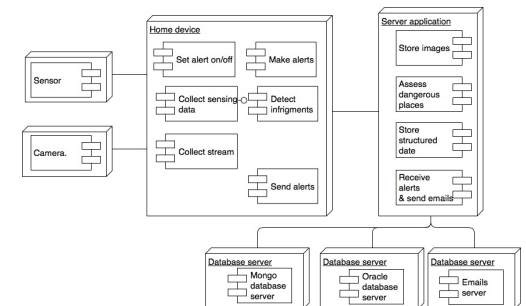 Home device
Server application
Sensor
Camera.
Set alert on/off
Make alerts
Collect sensing
data
Detect
infrigments
Collect stream
Send alerts
Store images
Assess
dangerous
places
Store
structured
date
Receive
alerts
& send emails
Database server
Mongo
database
server
Database server
Oracle
database
server
Database server
Emails
server